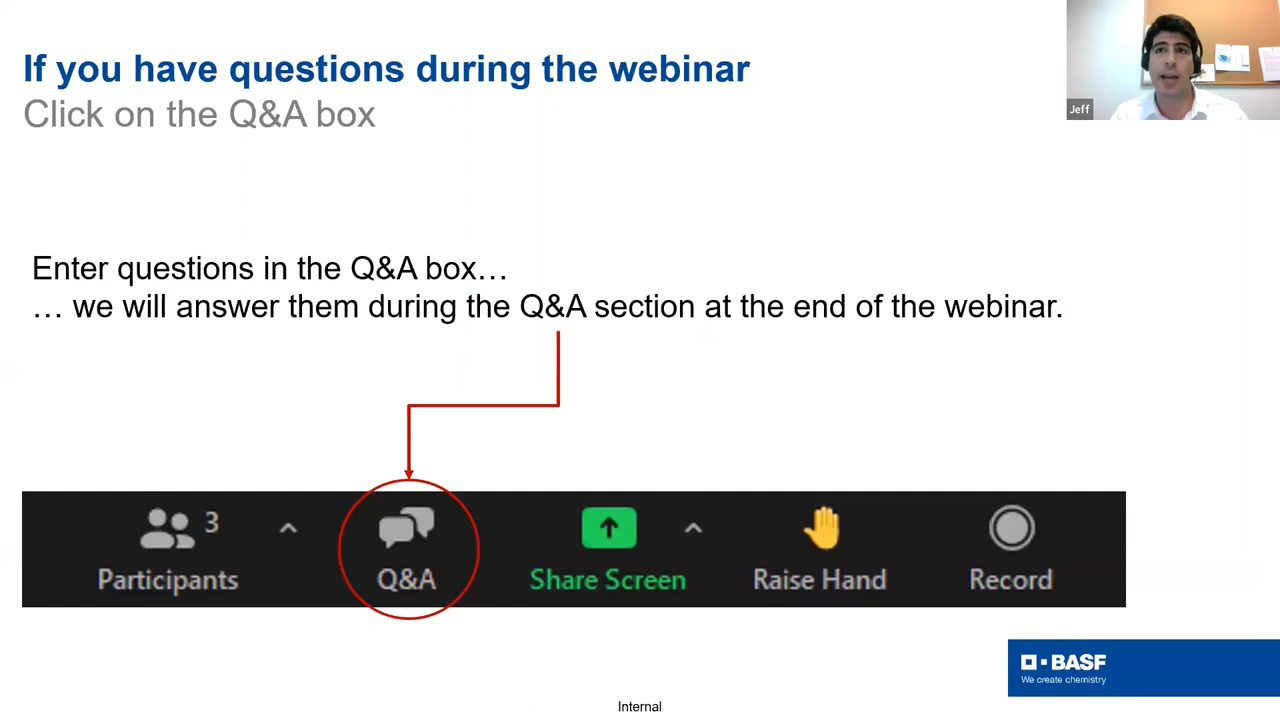 If you have questions during the webinar
Click on the Q&A box
Jeff
Enter questions in the Q&A box…
… we will answer them during the Q&A section at the end of the webinar.
3
Participants
Q&A
Share Screen
Raise Hand
Record
BASF
We create chemistry
Internal